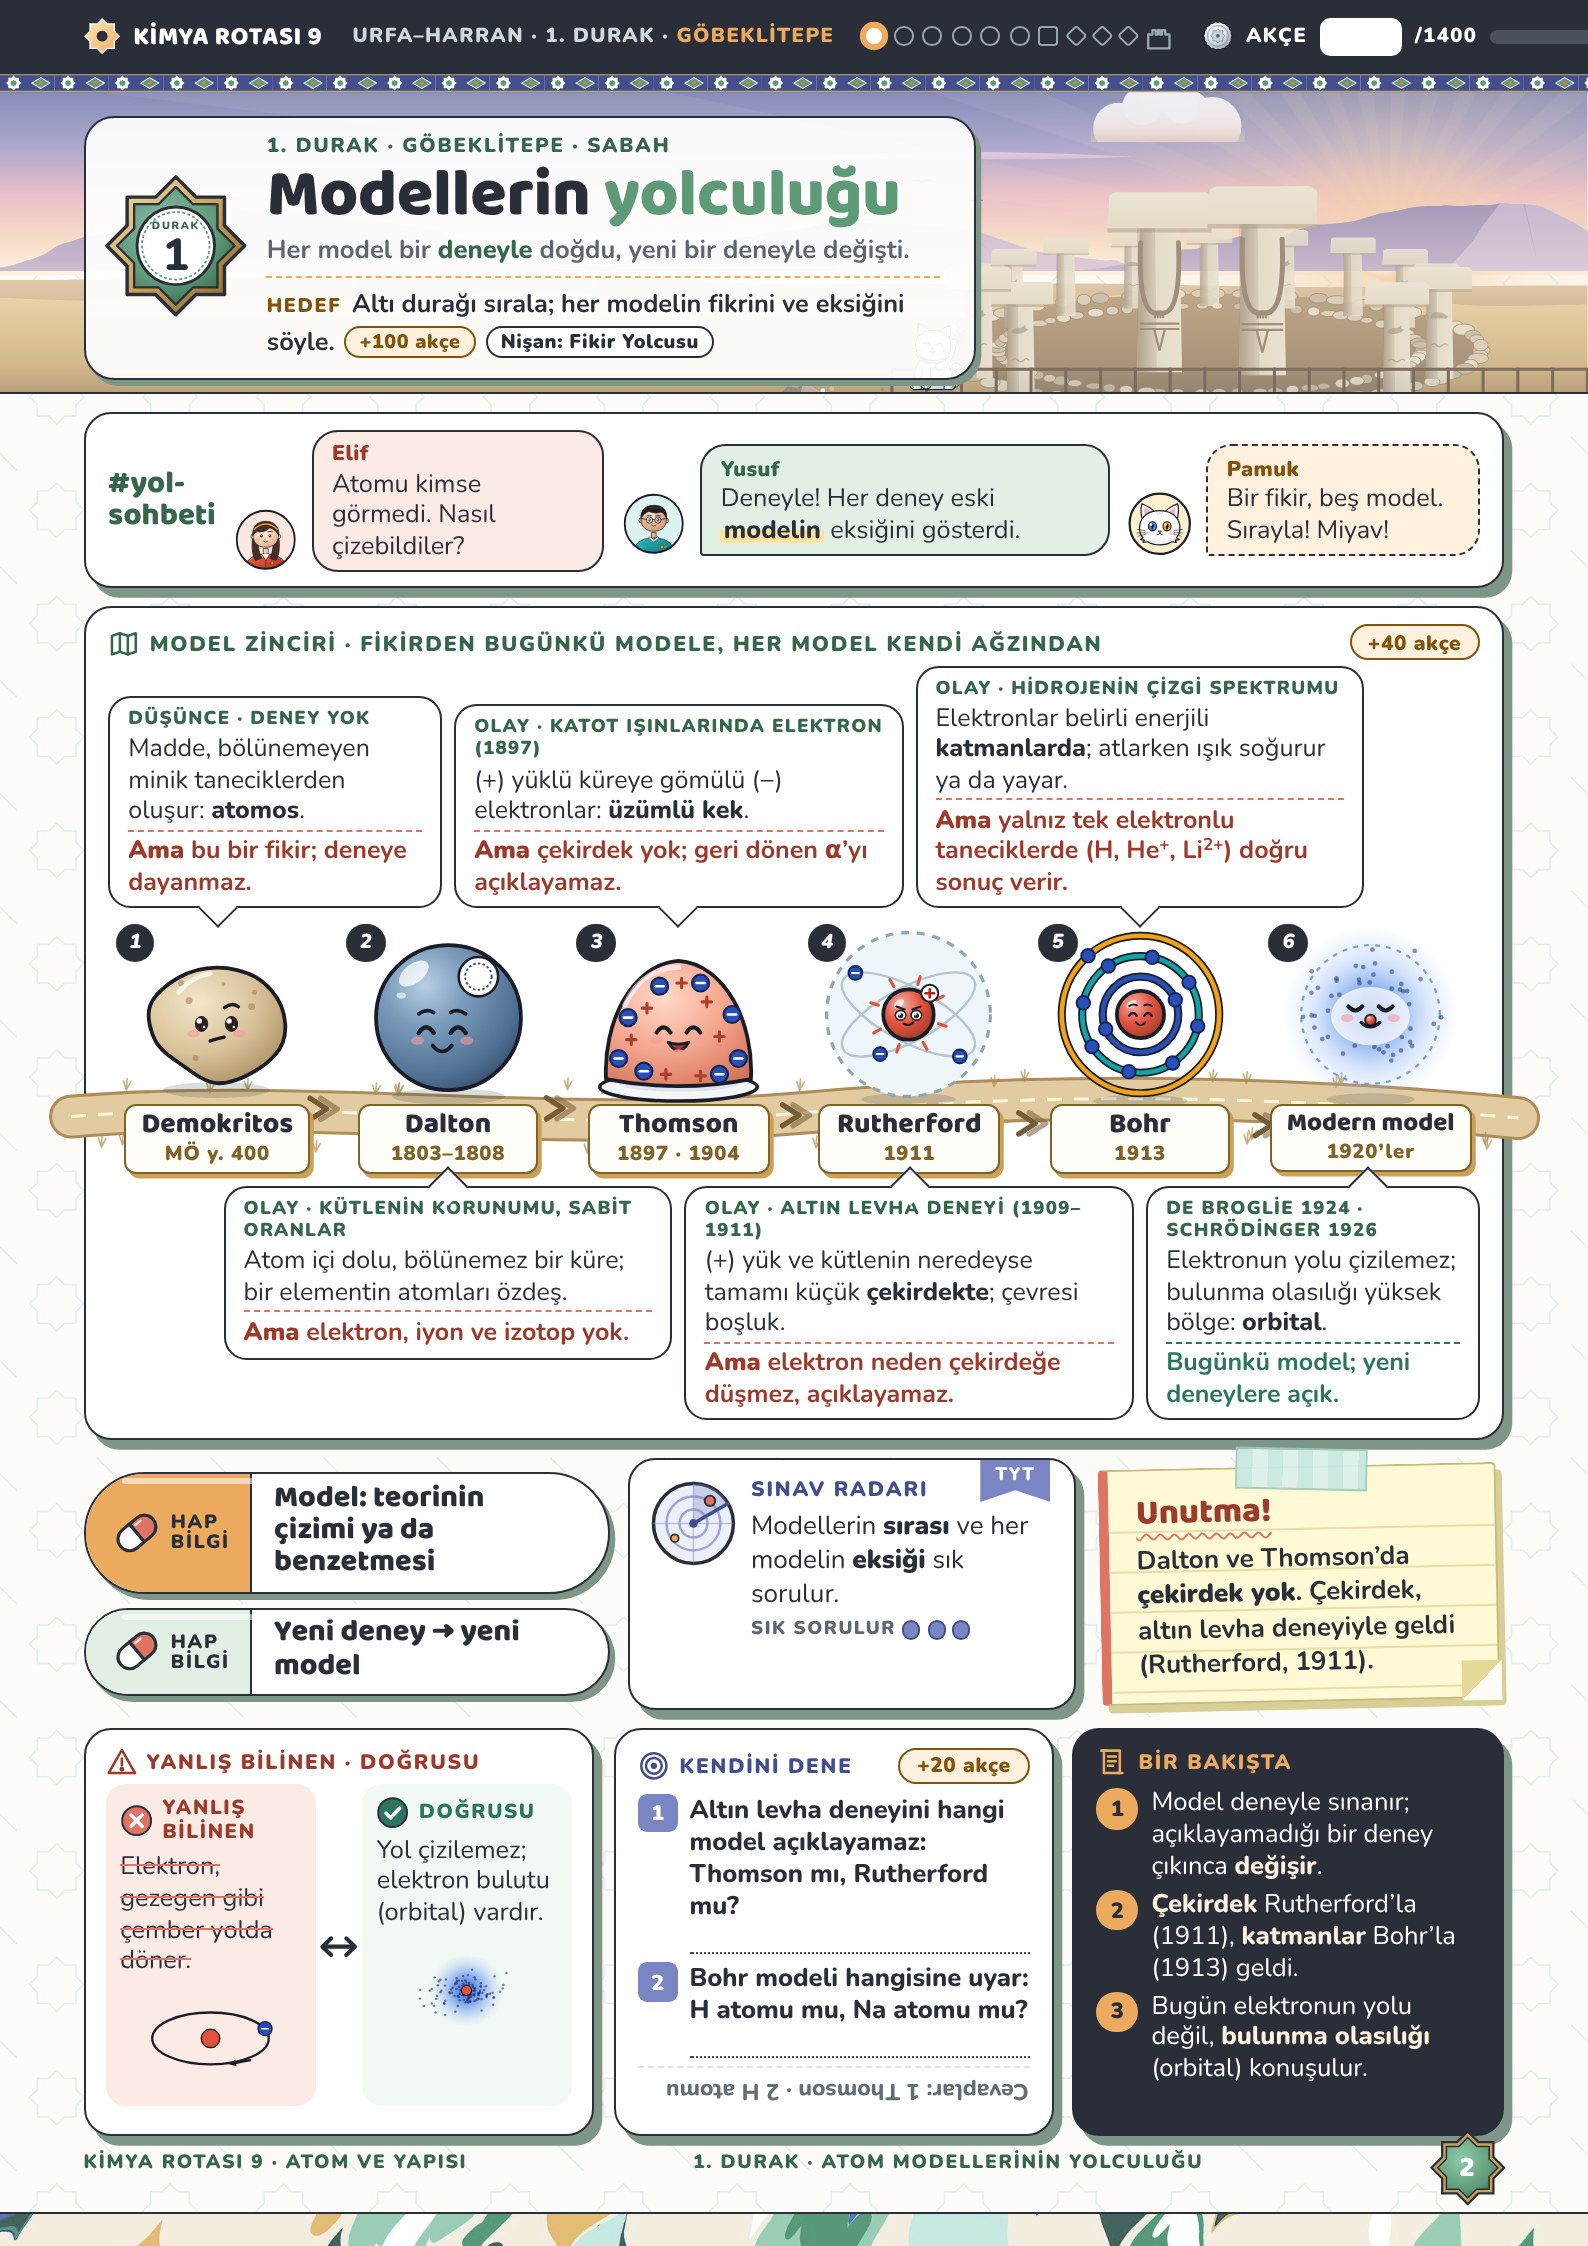 KİMYA ROTASI 9 URFA–HARRAN · 1. DURAK · GÖBEKLİTEPE AKÇE /1400
1. DURAK · GÖBEKLİTEPE · SABAH
Modellerin yolculuğu
DURAK
1
Her model bir deneyle doğdu, yeni bir deneyle değişti.
HEDEF Altı durağı sırala; her modelin fikrini ve eksiğini
söyle. +100 akçe Nişan: Fikir Yolcusu
#yol-
sohbeti
Elif
Atomu kimse
görmedi. Nasıl
çizebildiler?
Yusuf
Deneyle! Her deney eski
modelin eksiğini gösterdi.
Pamuk
Bir fikir, beş model.
Sırayla! Miyav!
MODEL ZİNCİRİ · FİKİRDEN BUGÜNKÜ MODELE, HER MODEL KENDİ AĞZINDAN
+40 akçe
DÜŞÜNCE · DENEY YOK
Madde, bölünemeyen
minik taneciklerden
oluşur: atomos.
Ama bu bir fikir; deneye
dayanmaz.
OLAY · KATOT IŞINLARINDA ELEKTRON
(1897)
(+) yüklü küreye gömülü (−)
elektronlar: üzümlü kek.
Ama çekirdek yok; geri dönen α’yı
açıklayamaz.
OLAY · HİDROJENİN ÇİZGİ SPEKTRUMU
Elektronlar belirli enerjili
katmanlarda; atlarken ışık soğurur
ya da yayar.
Ama yalnız tek elektronlu
taneciklerde (H, He⁺, Li²⁺) doğru
sonuç verir.
1
2
3
4
5
6
Demokritos
MÖ y. 400
Dalton
1803–1808
Thomson
1897 · 1904
Rutherford
1911
Bohr
1913
Modern model
1920’ler
OLAY · KÜTLENİN KORUNUMU, SABİT
ORANLAR
Atom içi dolu, bölünemez bir küre;
bir elementin atomları özdeş.
Ama elektron, iyon ve izotop yok.
OLAY · ALTIN LEVHA DENEYİ (1909–
1911)
(+) yük ve kütlenin neredeyse
tamamı küçük çekirdekte; çevresi
boşluk.
Ama elektron neden çekirdeğe
düşmez, açıklayamaz.
DE BROGLİE 1924 ·
SCHRÖDİNGER 1926
Elektronun yolu çizilemez;
bulunma olasılığı yüksek
bölge: orbital.
Bugünkü model; yeni
deneylere açık.
HAP
BİLGİ
Model: teorinin
çizimi ya da
benzetmesi
HAP
BİLGİ
Yeni deney → yeni
model
SINAV RADARI
TYT
Modellerin sırası ve her
modelin eksiği sık
sorulur.
SIK SORULUR
Unutma!
Dalton ve Thomson’da
çekirdek yok. Çekirdek,
altın levha deneyiyle geldi
(Rutherford, 1911).
YANLIŞ BİLİNEN · DOĞRUSU
YANLIŞ
BİLİNEN
Elektron,
gezegen gibi
çember yolda
döner.
DOĞRUSU
Yol çizilemez;
elektron bulutu
(orbital) vardır.
KENDİNİ DENE
+20 akçe
1 Altın levha deneyini hangi
model açıklayamaz:
Thomson mı, Rutherford
mu?
2 Bohr modeli hangisine uyar:
H atomu mu, Na atomu mu?
Cevaplar: 1 Thomson · 2 H atomu
BİR BAKIŞTA
1 Model deneyle sınanır;
açıklayamadığı bir deney
çıkınca değişir.
2 Çekirdek Rutherford’la
(1911), katmanlar Bohr’la
(1913) geldi.
3 Bugün elektronun yolu
değil, bulunma olasılığı
(orbital) konuşulur.
KİMYA ROTASI 9 · ATOM VE YAPISI
1. DURAK · ATOM MODELLERİNİN YOLCULUĞU
2